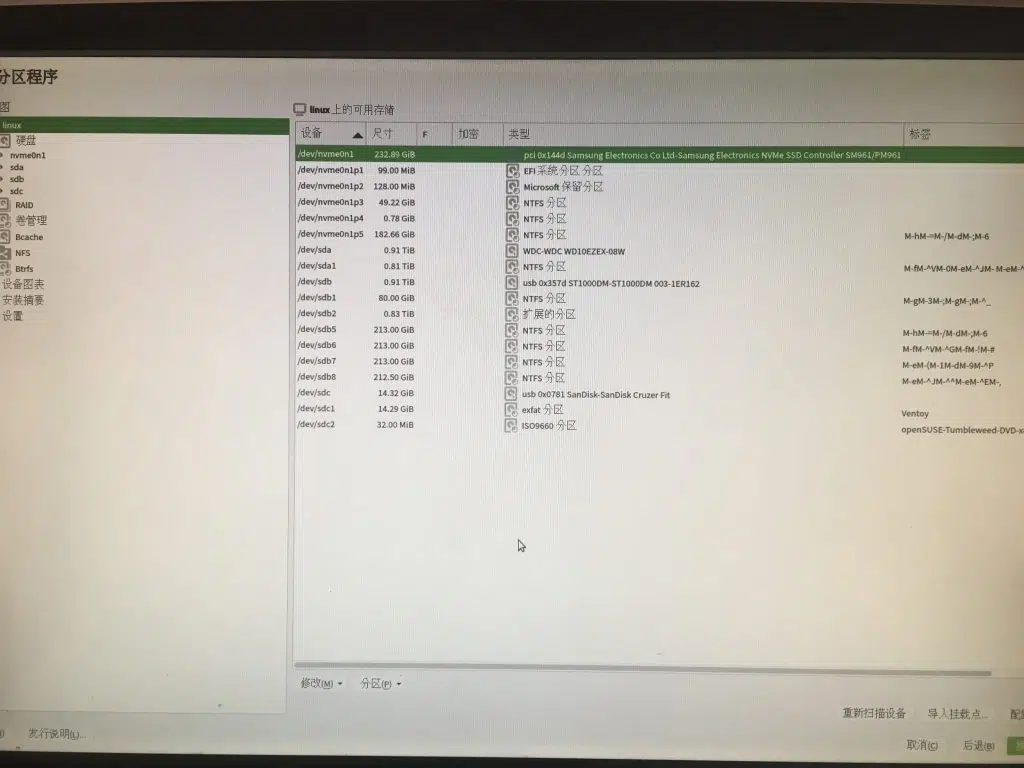 分区程序
图
linux
硬盘
nvme0n1
sda
sdb
sdc
RAID
卷管理
Bcache
NFS
Btrfs
设备图表
安装摘要
设置
linux 上的可用存储
设备 尺寸 F 加密 类型 标签
/dev/nvme0n1 232.89 GiB pci 0x144d Samsung Electronics Co Ltd-Samsung Electronics NVMe SSD Controller SM961/PM961
/dev/nvme0n1p1 99.00 MiB EFI 系统分区 分区
/dev/nvme0n1p2 128.00 MiB Microsoft 保留分区
/dev/nvme0n1p3 49.22 GiB NTFS 分区
/dev/nvme0n1p4 0.78 GiB NTFS 分区
/dev/nvme0n1p5 182.66 GiB NTFS 分区 M-hM-=M-/M-dM-;M-6
/dev/sda 0.91 TiB WDC-WDC WD10EZEX-08W
/dev/sda1 0.81 TiB NTFS 分区 M-fM-^VM-0M-eM-^JM- M-eM-^
/dev/sdb 0.91 TiB usb 0x357d ST1000DM-ST1000DM 003-1ER162
/dev/sdb1 80.00 GiB NTFS 分区 M-gM-3M-;M-gM-;M-^_
/dev/sdb2 0.83 TiB 扩展的分区
/dev/sdb5 213.00 GiB NTFS 分区 M-hM-=M-/M-dM-;M-6
/dev/sdb6 213.00 GiB NTFS 分区 M-fM-^VM-^GM-fM-!M-#
/dev/sdb7 213.00 GiB NTFS 分区 M-eM-(M-1M-dM-9M-^P
/dev/sdb8 212.50 GiB NTFS 分区 M-eM-^JM-^^M-eM-^EM-,
/dev/sdc 14.32 GiB usb 0x0781 SanDisk-SanDisk Cruzer Fit
/dev/sdc1 14.29 GiB exfat 分区 Ventoy
/dev/sdc2 32.00 MiB ISO9660 分区 openSUSE-Tumbleweed-DVD-x
修改(M) 分区(P)
重新扫描设备 导入挂载点... 配
发行说明(L)... 取消(C) 后退(B)